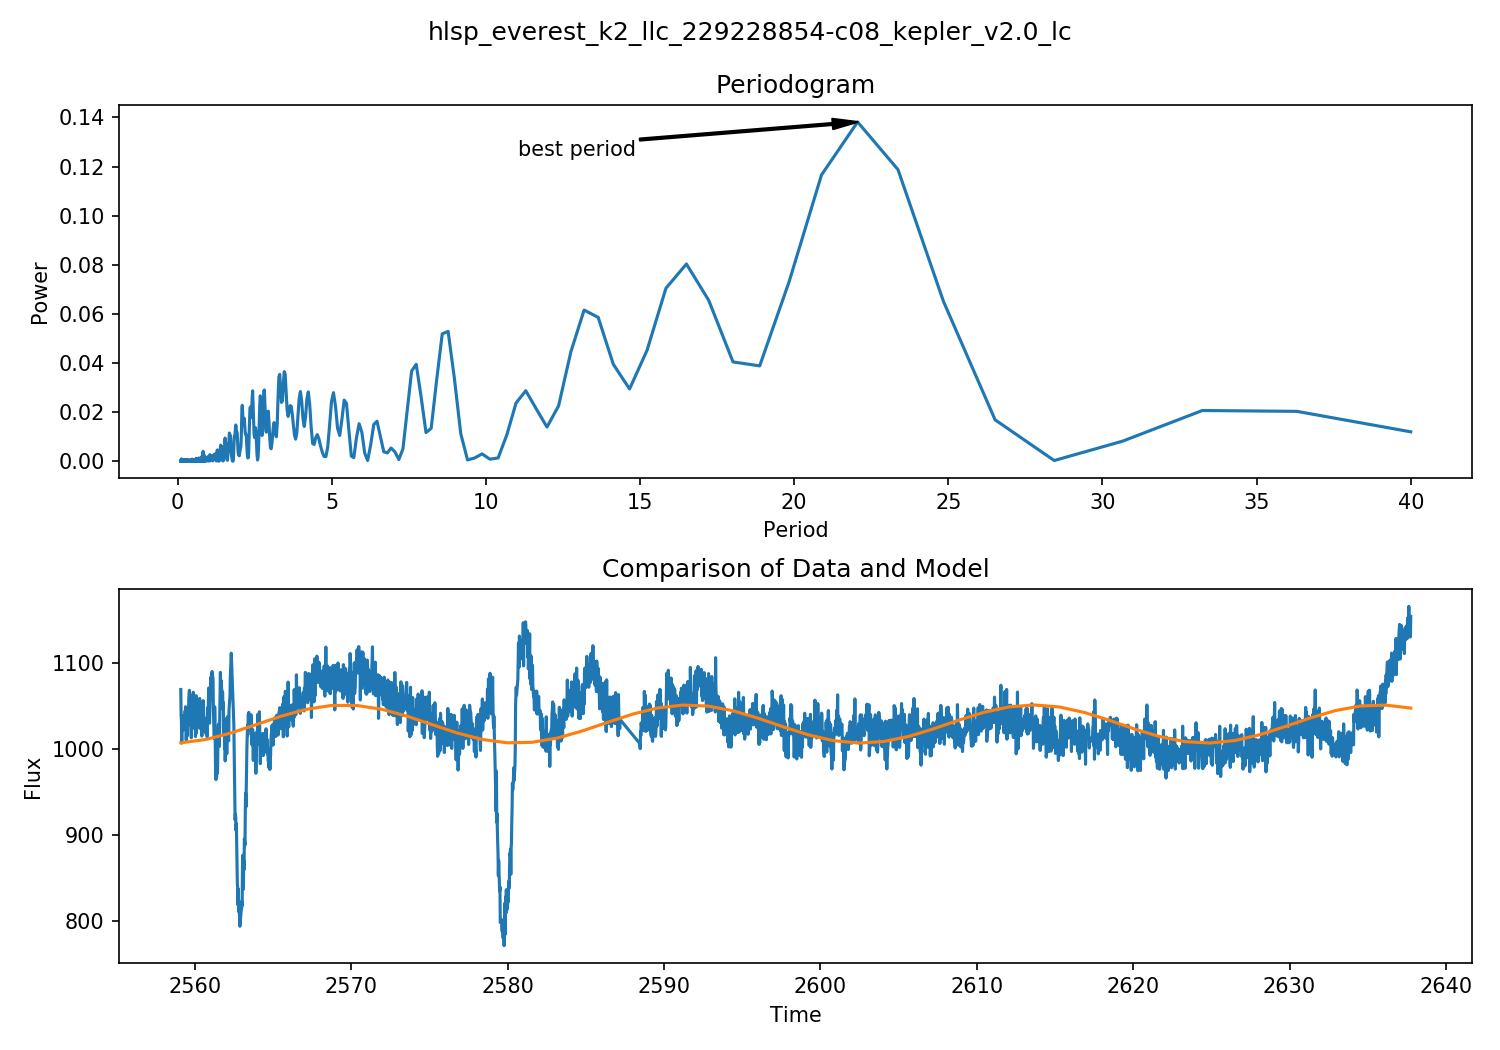 hlsp_everest_k2_llc_229228854-c08_kepler_v2.0_lc
Periodogram
0.14
0.12
0.10
0.08
0.06
0.04
0.02
0.00
Power
best period
0 5 10 15 20 25 30 35 40
Period
Comparison of Data and Model
1100
1000
900
800
Flux
2560 2570 2580 2590 2600 2610 2620 2630 2640
Time